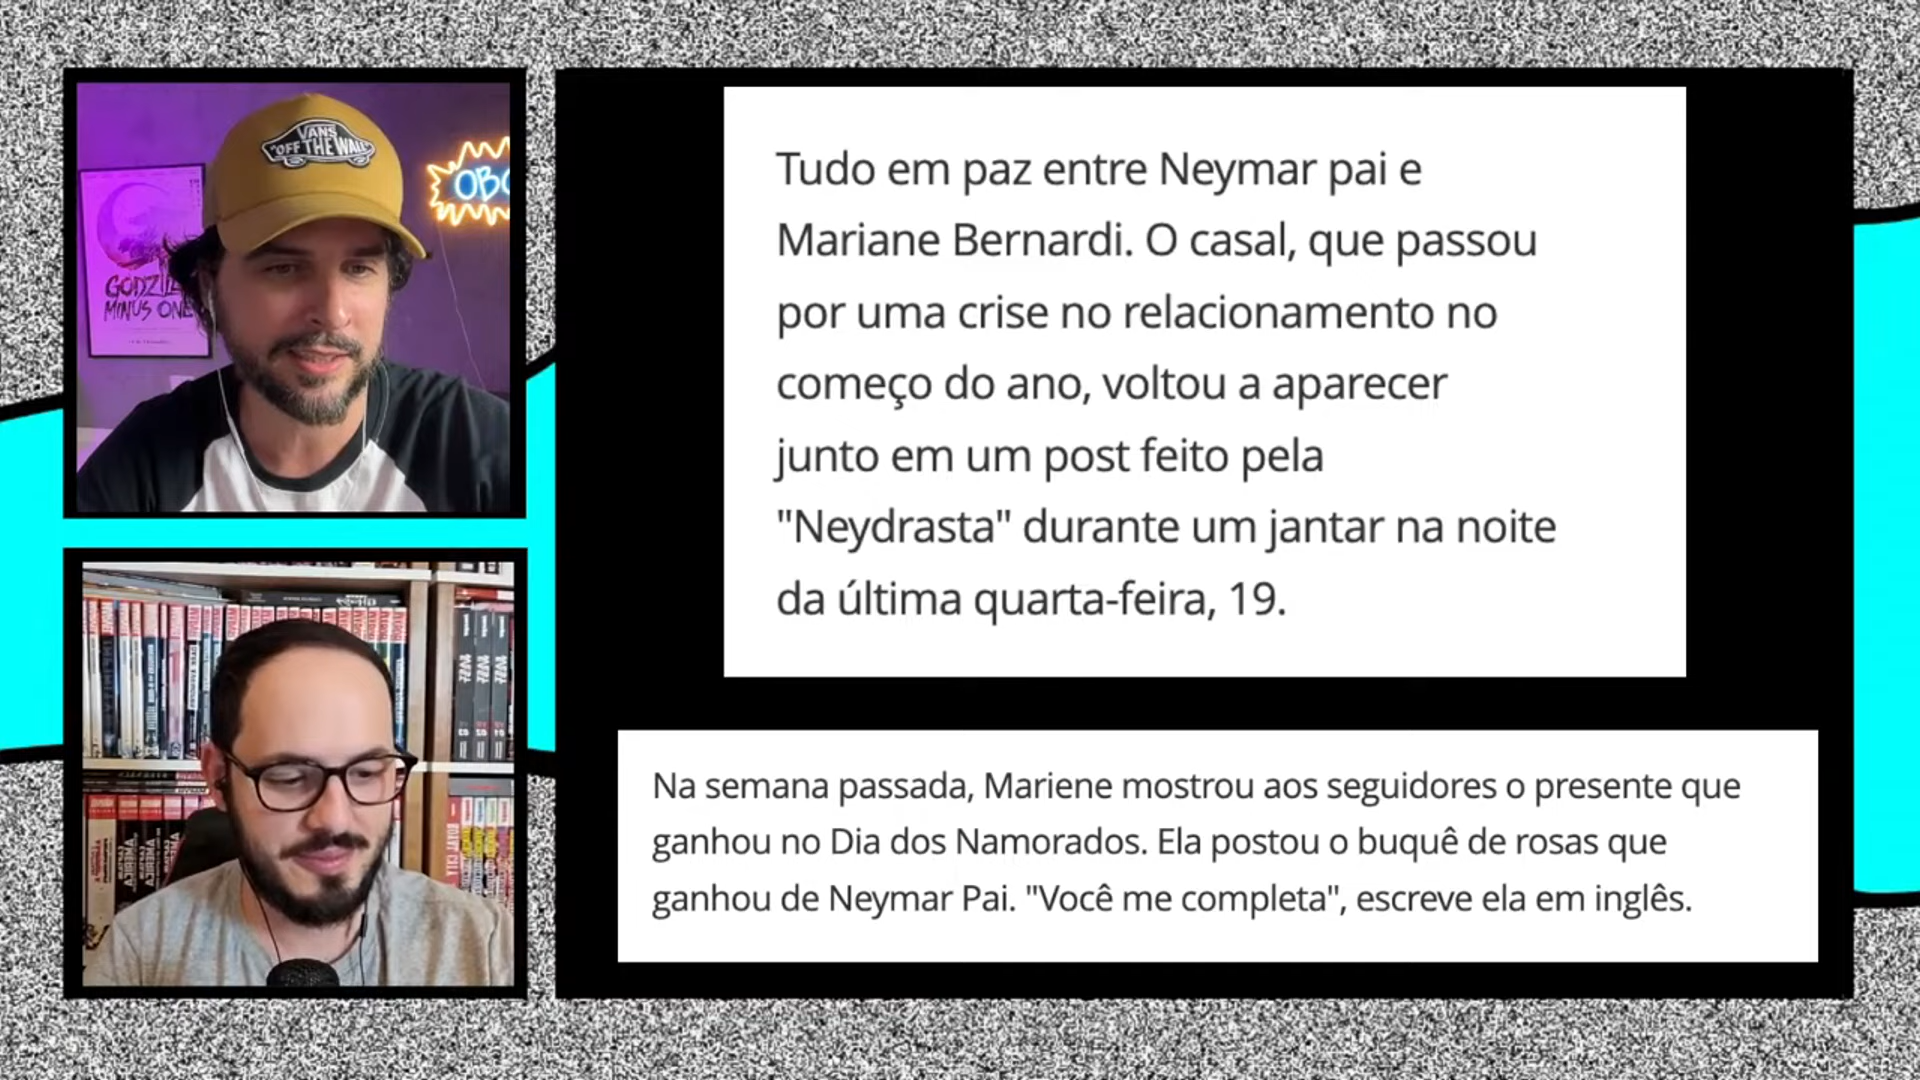 VANS
"OFF THE WALL"
GODZIL
MINUS ONE
OBC
Tudo em paz entre Neymar pai e
Mariane Bernardi. O casal, que passou
por uma crise no relacionamento no
começo do ano, voltou a aparecer
junto em um post feito pela
"Neydrasta" durante um jantar na noite
da última quarta-feira, 19.
Na semana passada, Mariene mostrou aos seguidores o presente que
ganhou no Dia dos Namorados. Ela postou o buquê de rosas que
ganhou de Neymar Pai. "Você me completa", escreve ela em inglês.